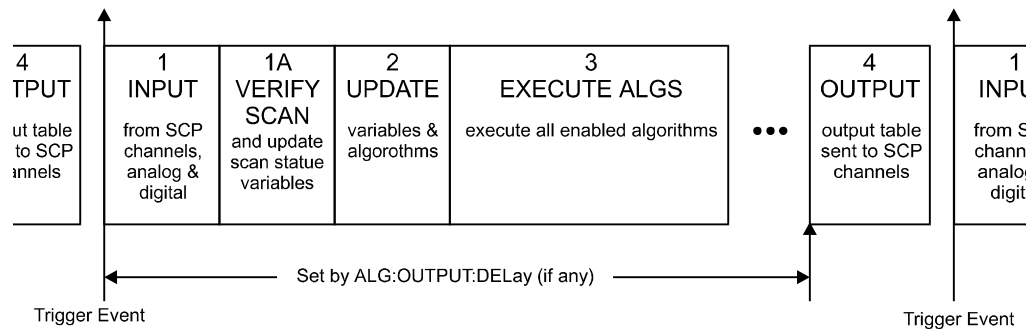 4
TPUT
ut table
to SCP
annels
1
INPUT
from SCP
channels,
analog &
digital
1A
VERIFY
SCAN
and update
scan statue
variables
2
UPDATE
variables &
algorothms
3
EXECUTE ALGS
execute all enabled algorithms
•••
4
OUTPUT
output table
sent to SCP
channels
1
INPU
from S
chann
analog
digit
Set by ALG:OUTPUT:DELay (if any)
Trigger Event
Trigger Event